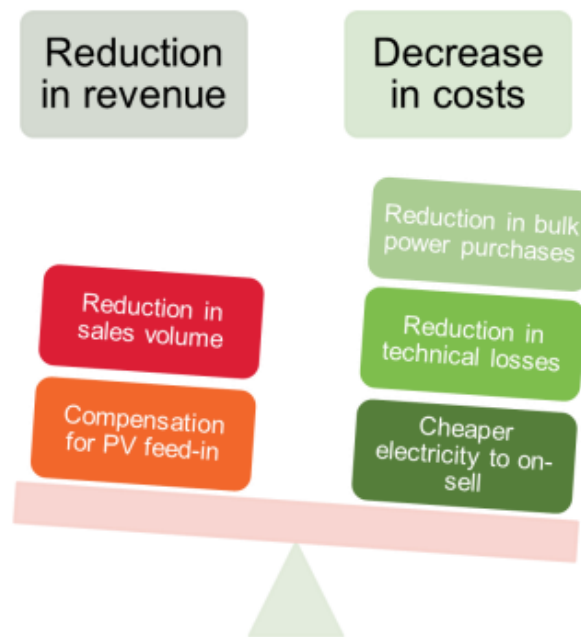 Reduction
in revenue
Decrease
in costs
Reduction in
sales volume
Compensation
for PV feed-in
Reduction in bulk
power purchases
Reduction in
technical losses
Cheaper
electricity to on-
sell